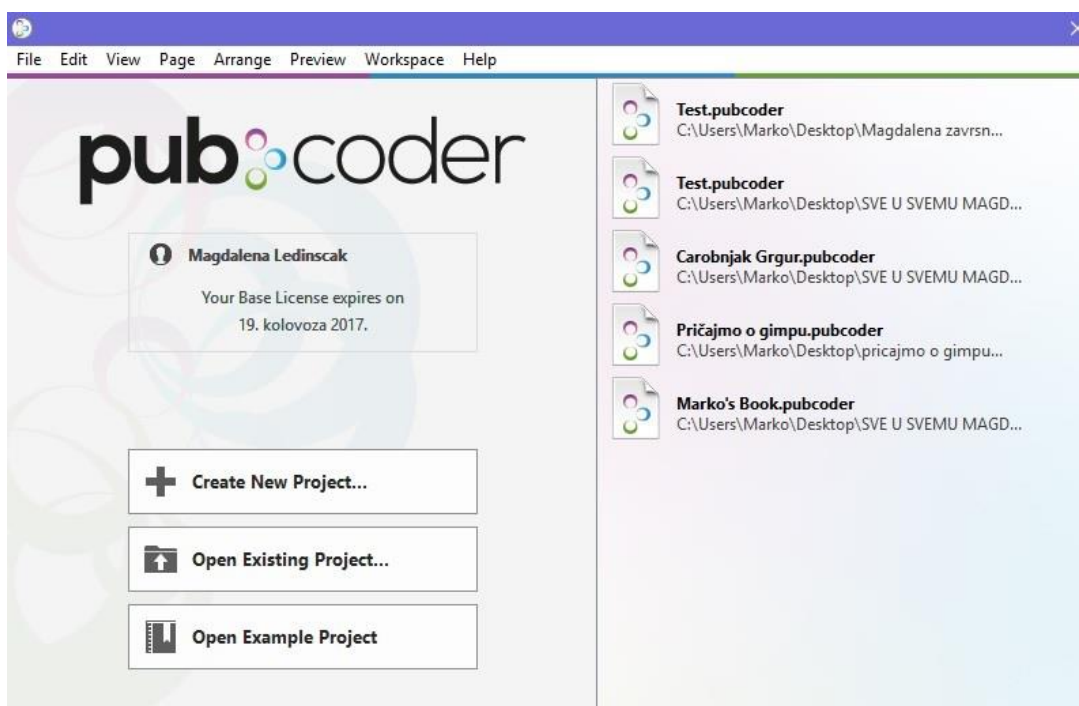 File Edit View Page Arrange Preview Workspace Help
pubcoder
Magdalena Ledinscak
Your Base License expires on
19. kolovoza 2017.
Create New Project...
Open Existing Project...
Open Example Project
Test.pubcoder
C:\Users\Marko\Desktop\Magdalena zavrsn...
Test.pubcoder
C:\Users\Marko\Desktop\SVE U SVEMU MAGD...
Carobnjak Grgur.pubcoder
C:\Users\Marko\Desktop\SVE U SVEMU MAGD...
Pričajmo o gimpu.pubcoder
C:\Users\Marko\Desktop\pricajmo o gimpu...
Marko's Book.pubcoder
C:\Users\Marko\Desktop\SVE U SVEMU MAGD...